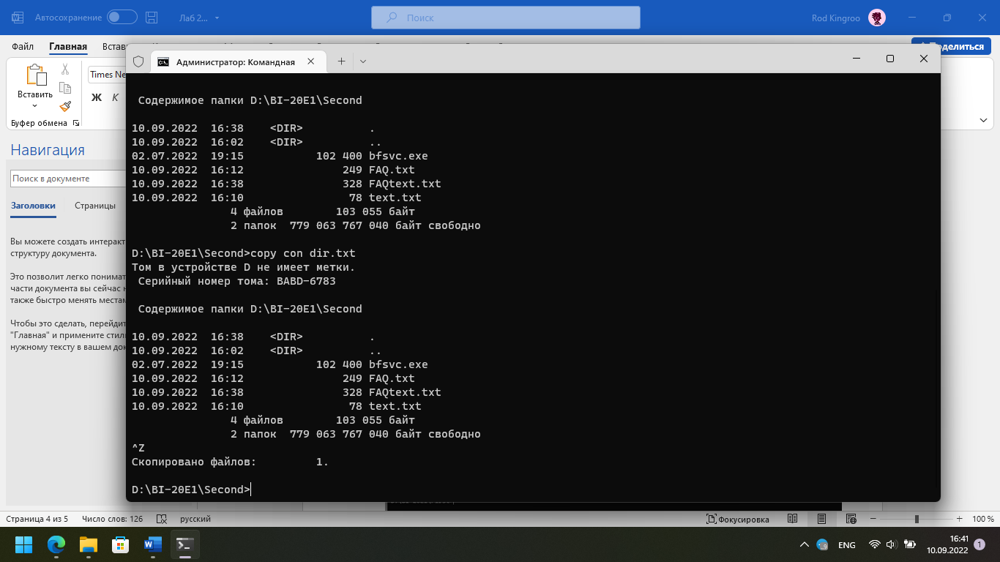 Автосохранение
Лаб 2...
Поиск
Rod Kingroo
Файл
Главная
Встав
Поделиться
Администратор: Командная
Вставить
Times Ne
Ж К
Буфер обмена
Навигация
Поиск в документе
Заголовки Страницы
Вы можете создать интеракт
структуру документа.
Это позволит легко понимат
части документа вы сейчас н
также быстро менять местам
Чтобы это сделать, перейдит
"Главная" и примените стил
нужному тексту в вашем док
Содержимое папки D:\BI-20E1\Second
10.09.2022  16:38    <DIR>          .
10.09.2022  16:02    <DIR>          ..
02.07.2022  19:15           102 400 bfsvc.exe
10.09.2022  16:12               249 FAQ.txt
10.09.2022  16:38               328 FAQtext.txt
10.09.2022  16:10                78 text.txt
4 файлов        103 055 байт
2 папок  779 063 767 040 байт свободно
D:\BI-20E1\Second>copy con dir.txt
Том в устройстве D не имеет метки.
Серийный номер тома: BABD-6783
Содержимое папки D:\BI-20E1\Second
10.09.2022  16:38    <DIR>          .
10.09.2022  16:02    <DIR>          ..
02.07.2022  19:15           102 400 bfsvc.exe
10.09.2022  16:12               249 FAQ.txt
10.09.2022  16:38               328 FAQtext.txt
10.09.2022  16:10                78 text.txt
4 файлов        103 055 байт
2 папок  779 063 767 040 байт свободно
^Z
Скопировано файлов:         1.
D:\BI-20E1\Second>
Страница 4 из 5
Число слов: 126
русский
Фокусировка
100 %
ENG
16:41
10.09.2022
1